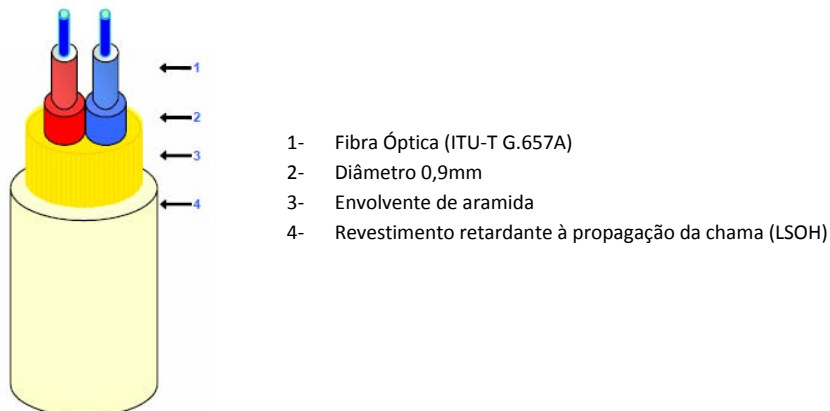 1
2
3
4
1- Fibra Óptica (ITU-T G.657A)
2- Diâmetro 0,9mm
3- Envolvente de aramida
4- Revestimento retardante à propagação da chama (LSOH)